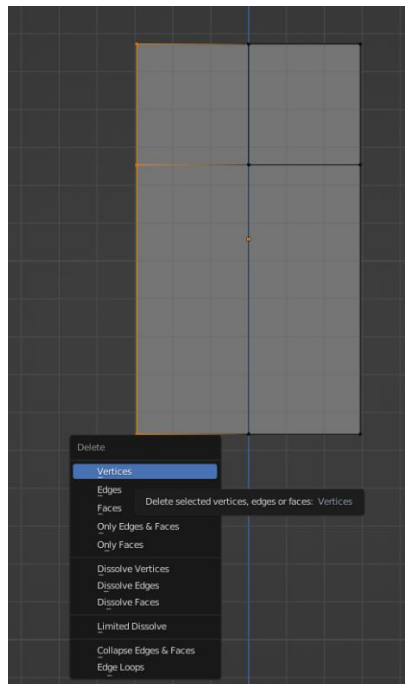 Delete
Vertices
Edges
Delete selected vertices, edges or faces: Vertices
Faces
Only Edges & Faces
Only Faces
Dissolve Vertices
Dissolve Edges
Dissolve Faces
Limited Dissolve
Collapse Edges & Faces
Edge Loops